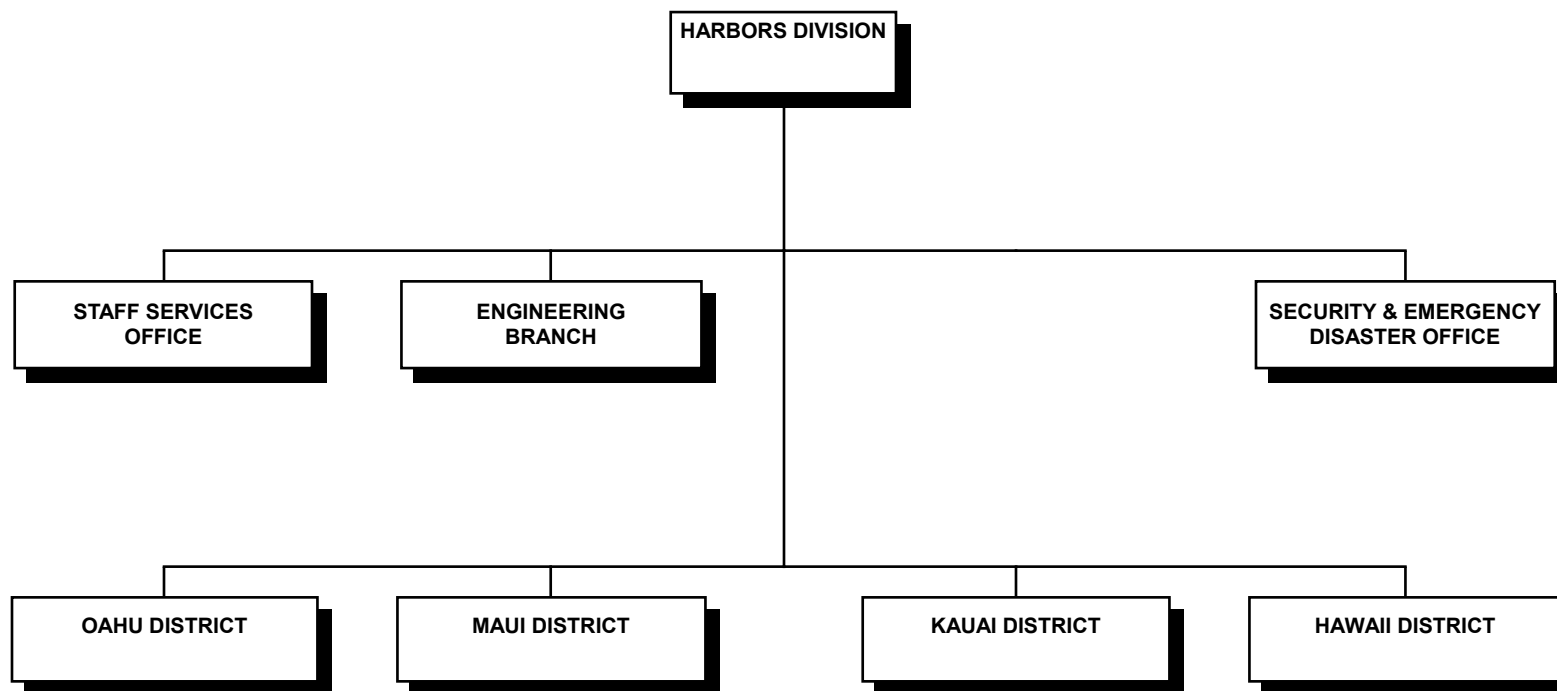 HARBORS DIVISION
STAFF SERVICES
OFFICE
ENGINEERING
BRANCH
SECURITY & EMERGENCY
DISASTER OFFICE
OAHU DISTRICT
MAUI DISTRICT
KAUAI DISTRICT
HAWAII DISTRICT